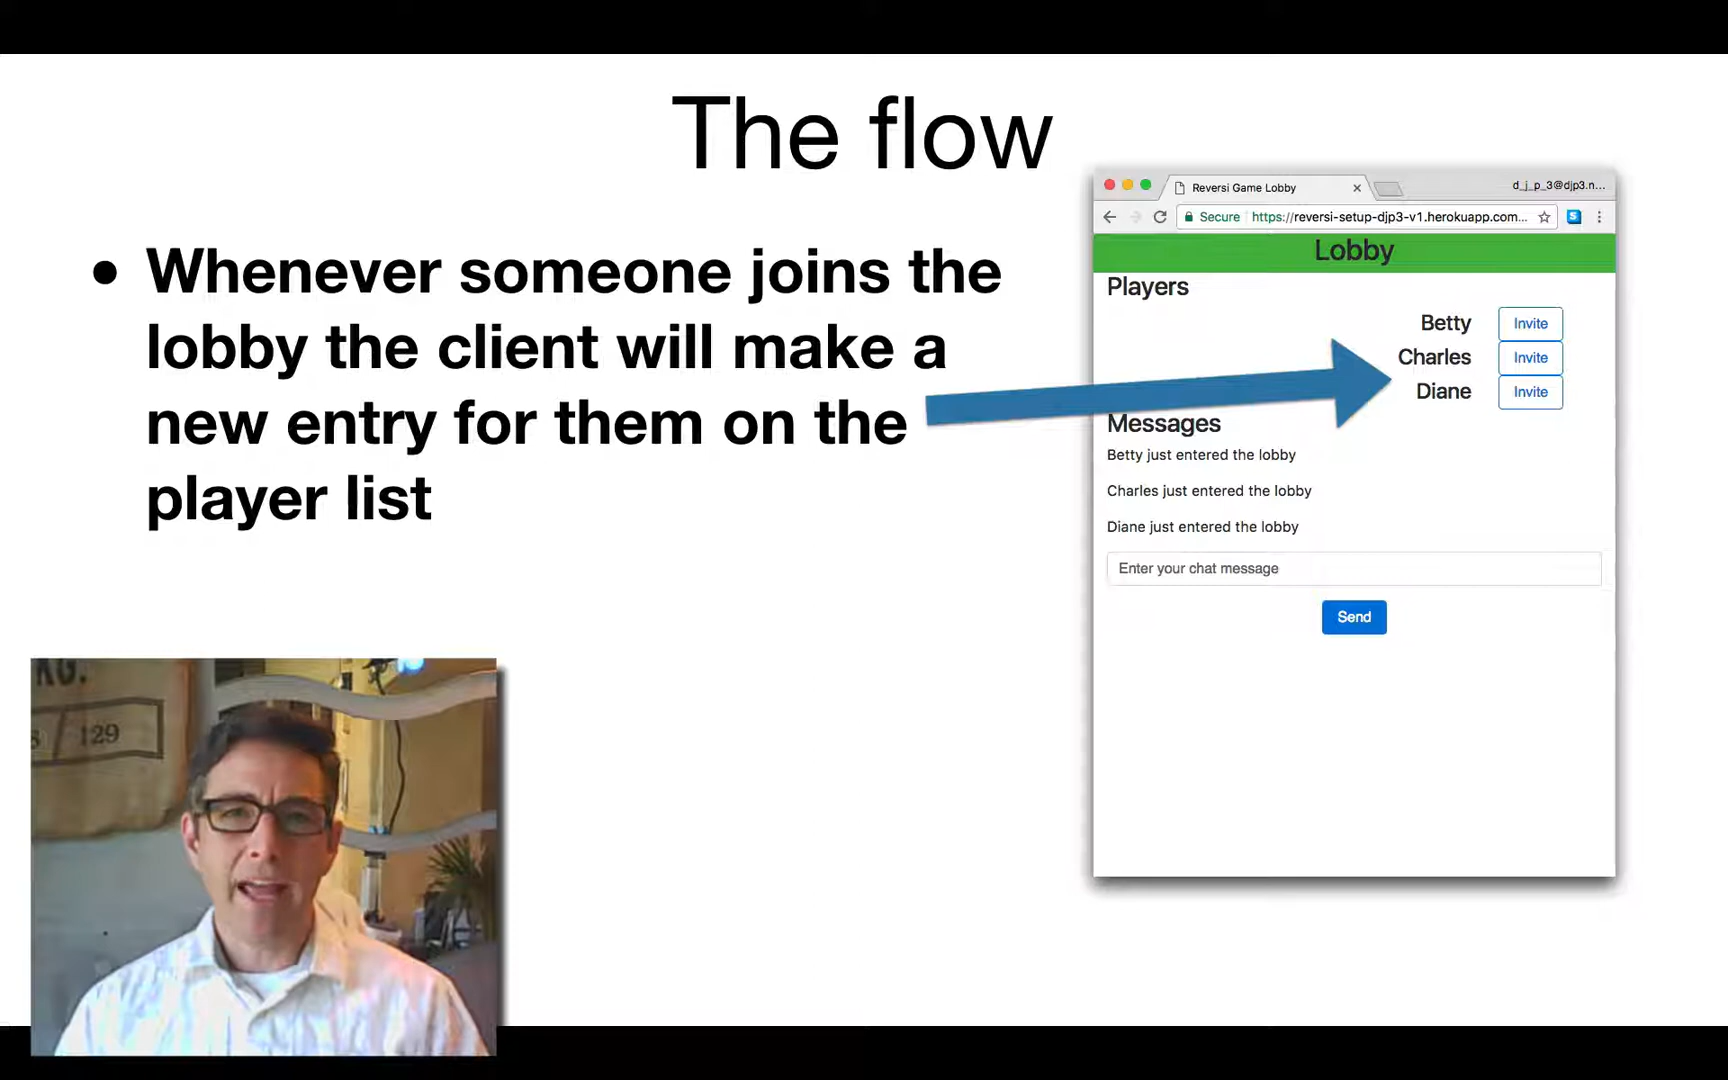 The flow
• Whenever someone joins the
lobby the client will make a
new entry for them on the
player list
Reversi Game Lobby
d_j_p_3@djp3.n...
Secure https://reversi-setup-djp3-v1.herokuapp.com...
Lobby
Players
Betty Invite
Charles Invite
Diane Invite
Messages
Betty just entered the lobby
Charles just entered the lobby
Diane just entered the lobby
Enter your chat message
Send
KG.
129